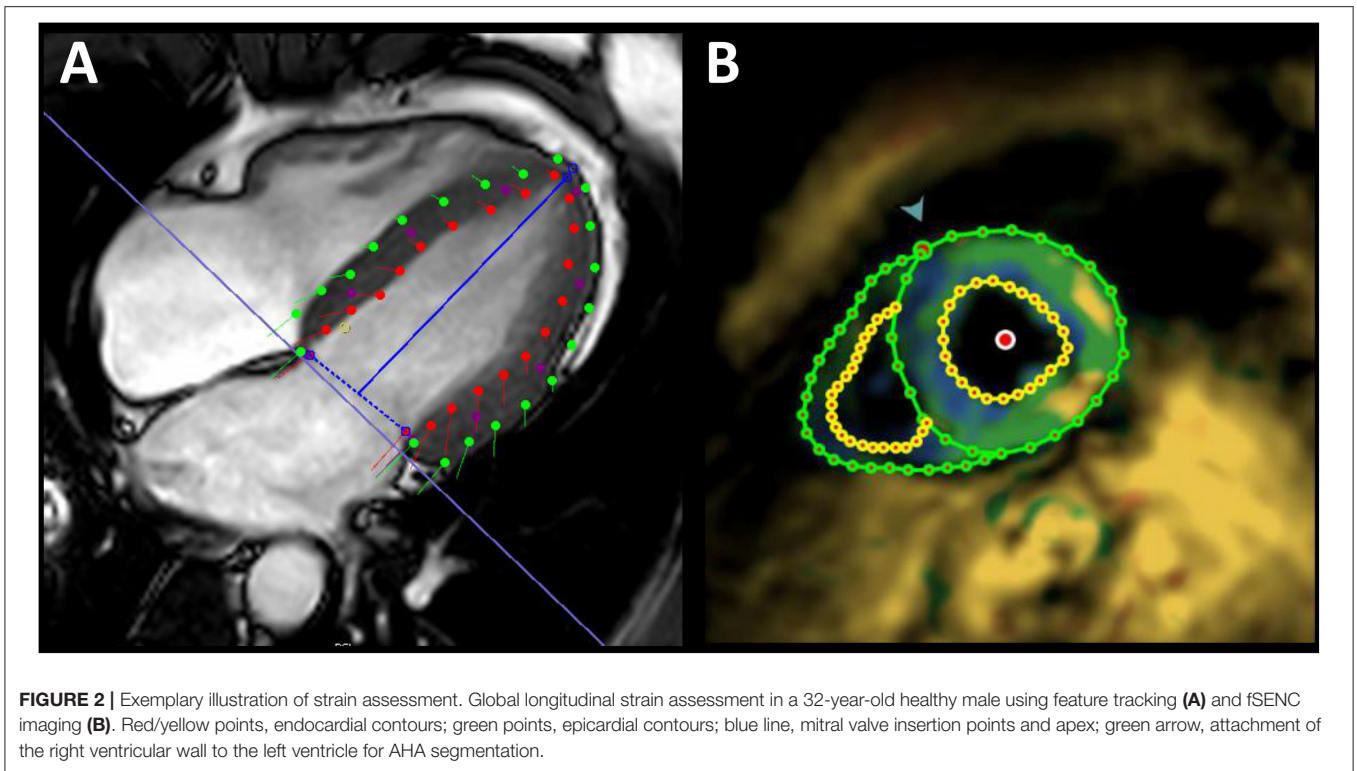 A
B
FIGURE 2 | Exemplary illustration of strain assessment. Global longitudinal strain assessment in a 32-year-old healthy male using feature tracking (A) and fSENC
imaging (B). Red/yellow points, endocardial contours; green points, epicardial contours; blue line, mitral valve insertion points and apex; green arrow, attachment of
the right ventricular wall to the left ventricle for AHA segmentation.